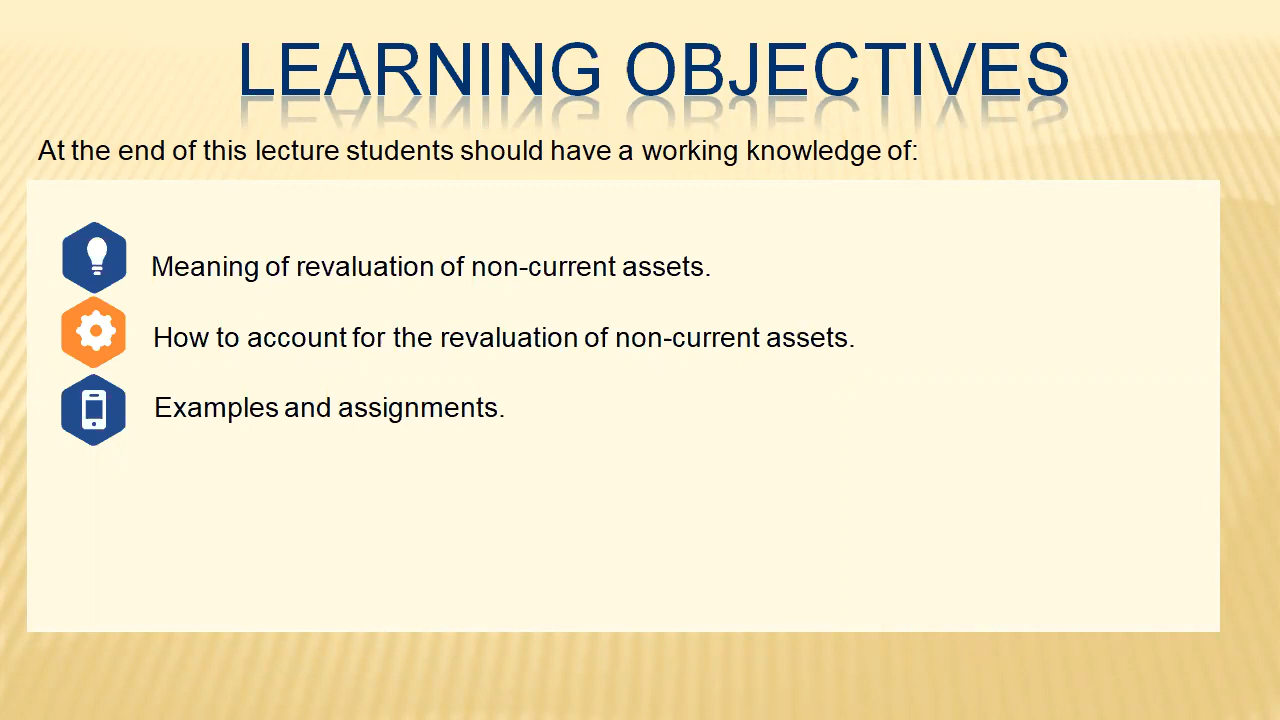 LEARNING OBJECTIVES
At the end of this lecture students should have a working knowledge of:
Meaning of revaluation of non-current assets.
How to account for the revaluation of non-current assets.
Examples and assignments.